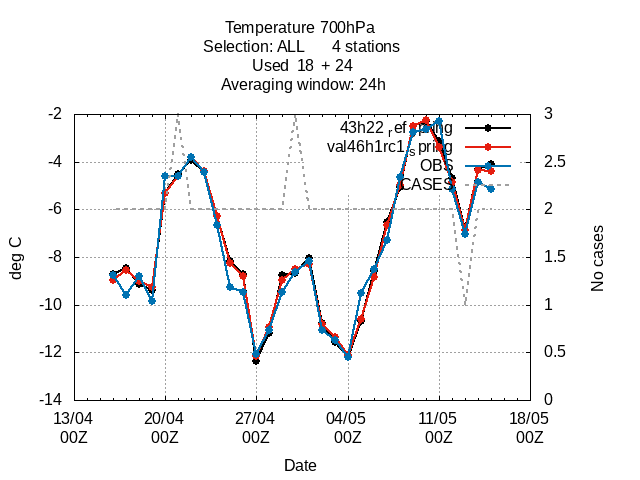 Temperature 700hPa
Selection: ALL 4 stations
Used 18 + 24
Averaging window: 24h
-2
-4
-6
-8
-10
-12
-14
deg C
3
2.5
2
1.5
1
0.5
0
No cases
43h22_ref_spring
val46h1rc1_spring
OBS
CASES
13/04 20/04 27/04 04/05 11/05 18/05
00Z 00Z 00Z 00Z 00Z 00Z
Date